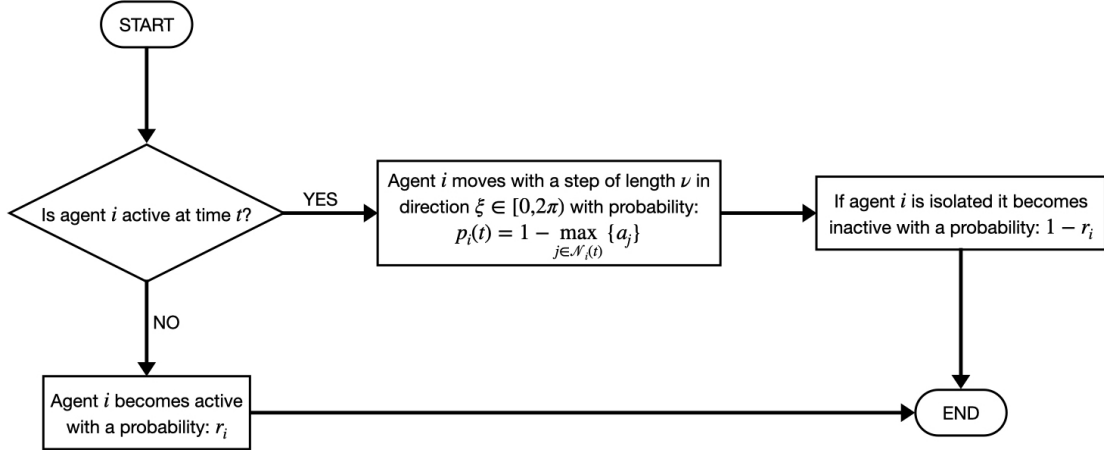 START
Is agent i active at time t?
YES
Agent i moves with a step of length ν in
direction ξ ∈ [0,2π) with probability:
p_i(t) = 1 − max_{j∈𝒩_i(t)} {a_j}
If agent i is isolated it becomes
inactive with a probability: 1 − r_i
NO
Agent i becomes active
with a probability: r_i
END